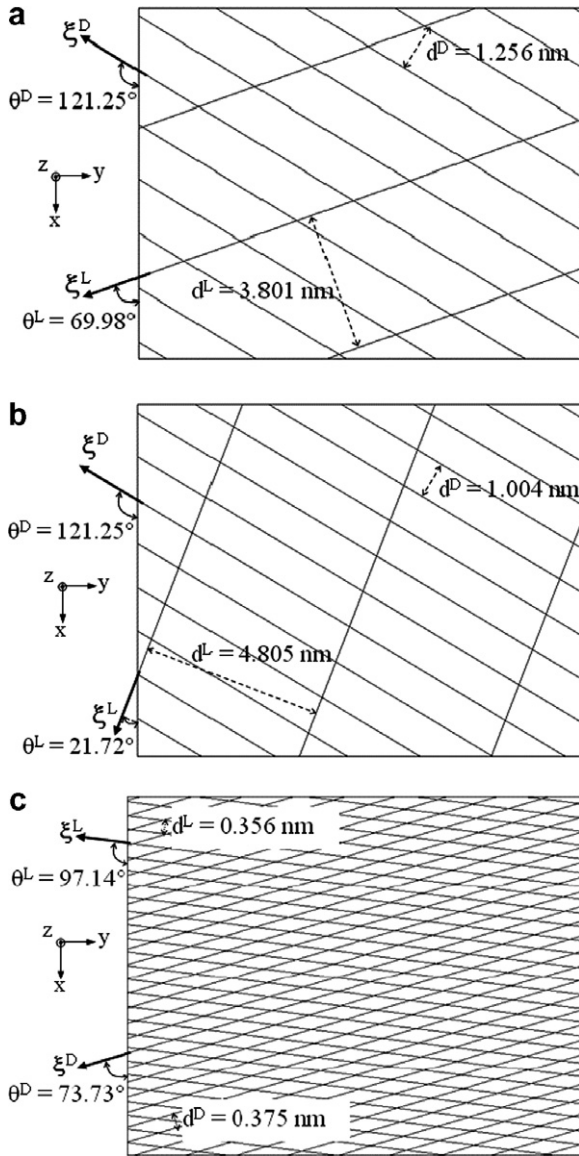 a
ξᴰ
dᴰ = 1.256 nm
θᴰ = 121.25°
z
y
x
ξᴸ
dᴸ = 3.801 nm
θᴸ = 69.98°
b
ξᴰ
dᴰ = 1.004 nm
θᴰ = 121.25°
z
y
x
dᴸ = 4.805 nm
ξᴸ
θᴸ = 21.72°
c
ξᴸ
dᴸ = 0.356 nm
θᴸ = 97.14°
z
y
x
ξᴰ
θᴰ = 73.73°
dᴰ = 0.375 nm